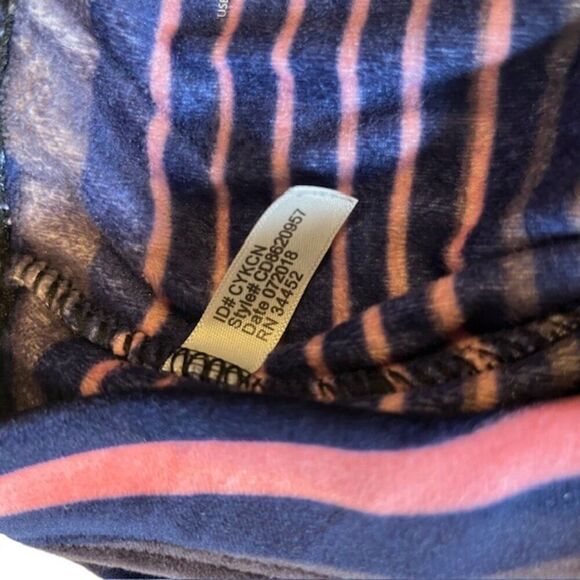 ID# CYKCN
Style# CD8620957
Date 072018
RN 34452